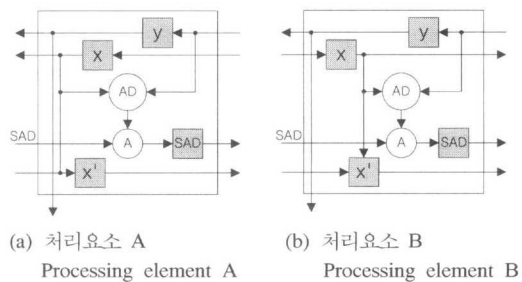 y
y
x
x
AD
AD
SAD
A
SAD
SAD
A
SAD
x'
x'
(a) 처리요소 A
(b) 처리요소 B
Processing element A
Processing element B